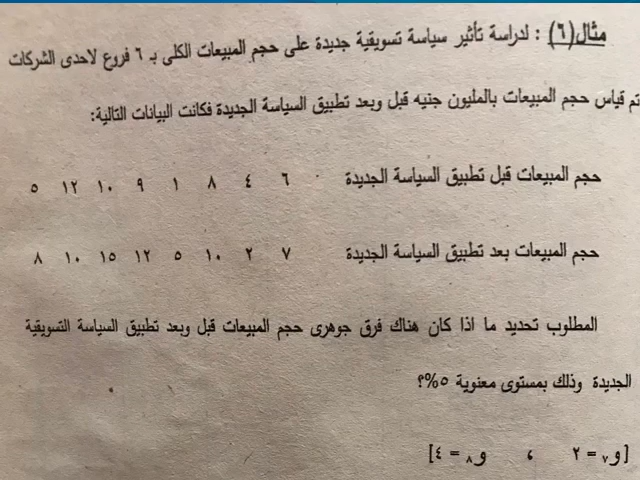 مثال(٦) : لدراسة تأثير سياسة تسويقية جديدة على حجم المبيعات الكلى بـ ٦ فروع لاحدى الشركات
تم قياس حجم المبيعات بالمليون جنيه قبل وبعد تطبيق السياسة الجديدة فكانت البيانات التالية:
حجم المبيعات قبل تطبيق السياسة الجديدة ٦ ٤ ٨ ١ ٩ ١٠ ١٢ ٥
حجم المبيعات بعد تطبيق السياسة الجديدة ٧ ٢ ١٠ ٥ ١٢ ١٥ ١٠ ٨
المطلوب تحديد ما اذا كان هناك فرق جوهرى حجم المبيعات قبل وبعد تطبيق السياسة التسويقية
الجديدة وذلك بمستوى معنوية ٥%؟
[و٧ = ٢ ، و٨ = ٤]